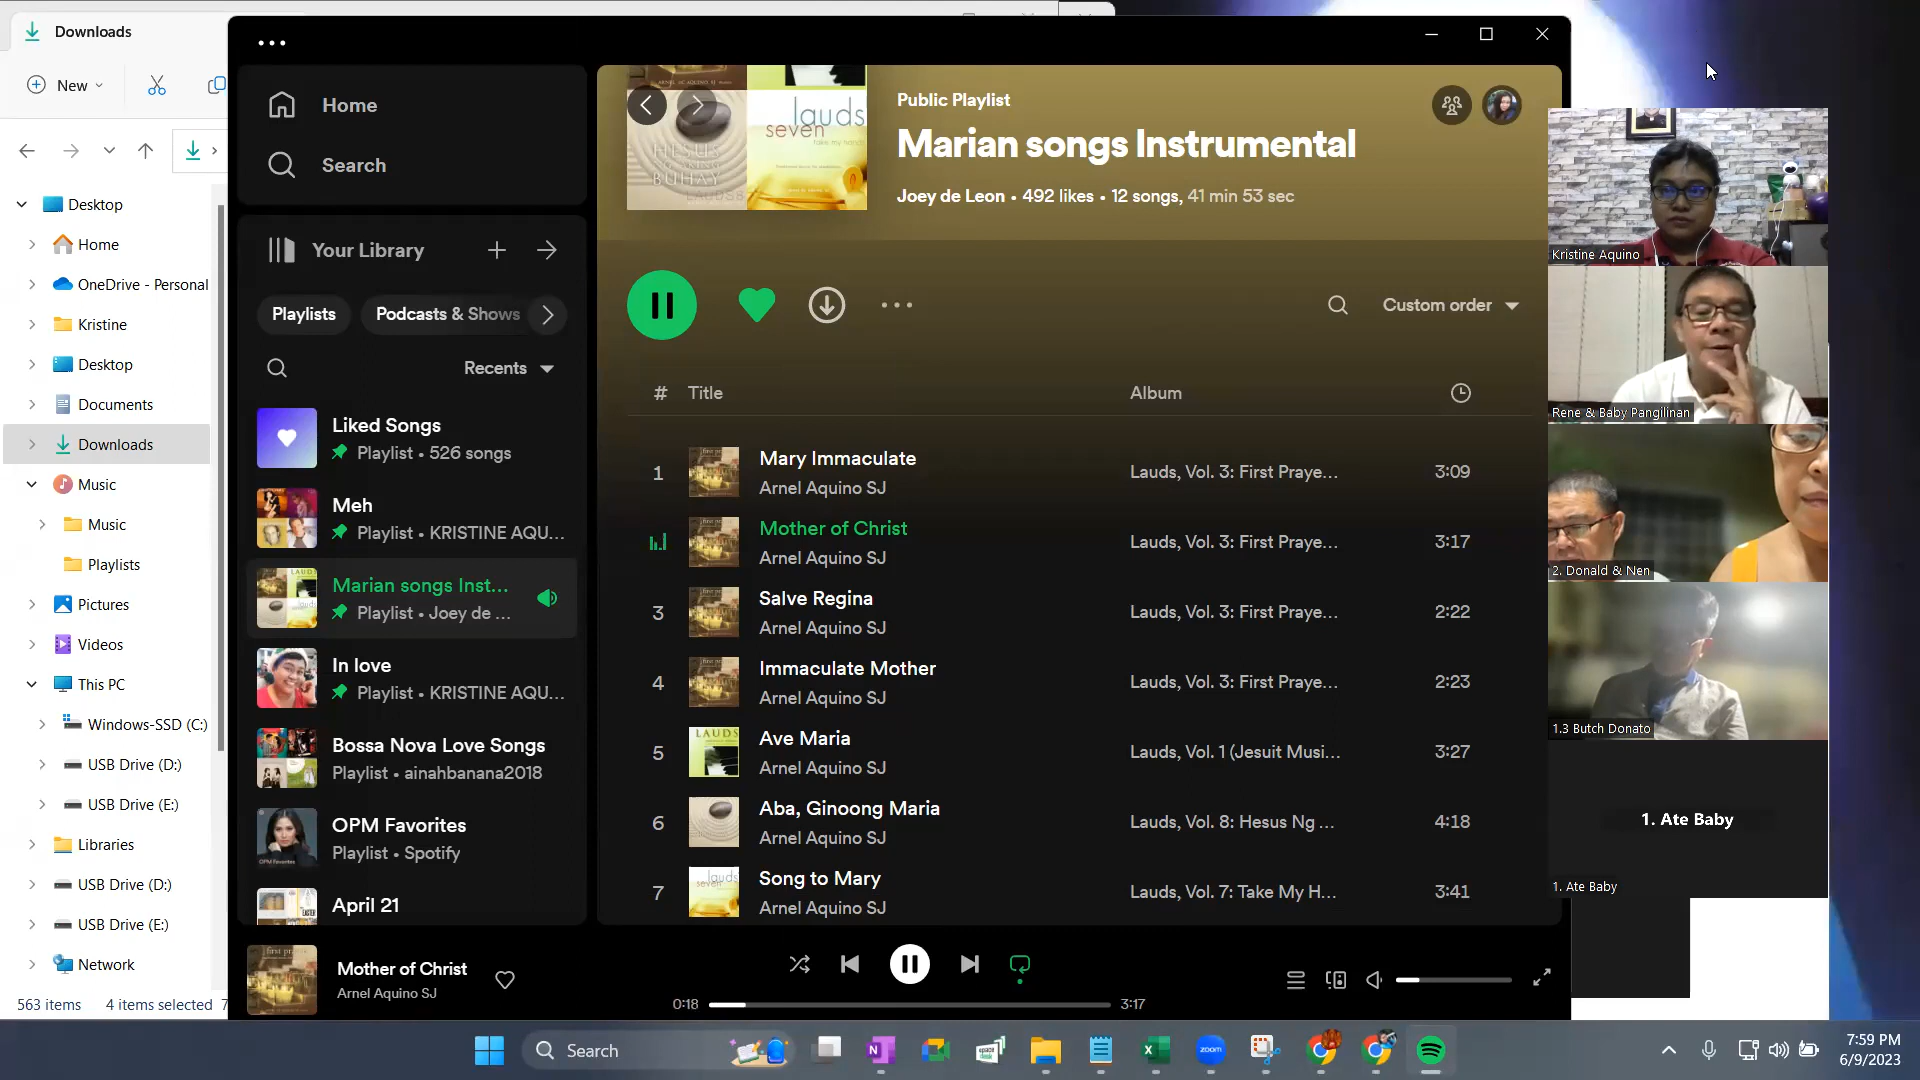 Downloads
New
Desktop
Home
OneDrive - Personal
Kristine
Desktop
Documents
Downloads
Music
Music
Playlists
Pictures
Videos
This PC
Windows-SSD (C:)
USB Drive (D:)
USB Drive (E:)
Libraries
USB Drive (D:)
USB Drive (E:)
Network
563 items 4 items selected 7
Home
Search
Your Library
Playlists Podcasts & Shows
Recents
Liked Songs
Playlist • 526 songs
Meh
Playlist • KRISTINE AQU...
Marian songs Inst...
Playlist • Joey de ...
In love
Playlist • KRISTINE AQU...
Bossa Nova Love Songs
Playlist • ainahbanana2018
OPM Favorites
Playlist • Spotify
April 21
lauds
seven
take my hands
HESUS
BUHAY
Public Playlist
Marian songs Instrumental
Joey de Leon • 492 likes • 12 songs, 41 min 53 sec
Custom order
# Title Album
1 Mary Immaculate Lauds, Vol. 3: First Praye... 3:09
Arnel Aquino SJ
Mother of Christ Lauds, Vol. 3: First Praye... 3:17
Arnel Aquino SJ
3 Salve Regina Lauds, Vol. 3: First Praye... 2:22
Arnel Aquino SJ
4 Immaculate Mother Lauds, Vol. 3: First Praye... 2:23
Arnel Aquino SJ
5 Ave Maria Lauds, Vol. 1 (Jesuit Musi... 3:27
Arnel Aquino SJ
6 Aba, Ginoong Maria Lauds, Vol. 8: Hesus Ng ... 4:18
Arnel Aquino SJ
7 Song to Mary Lauds, Vol. 7: Take My H... 3:41
Arnel Aquino SJ
Mother of Christ
Arnel Aquino SJ
0:18 3:17
Kristine Aquino
Rene & Baby Pangilinan
2. Donald & Nen
1.3 Butch Donato
1. Ate Baby
1. Ate Baby
Search
zoom
7:59 PM
6/9/2023